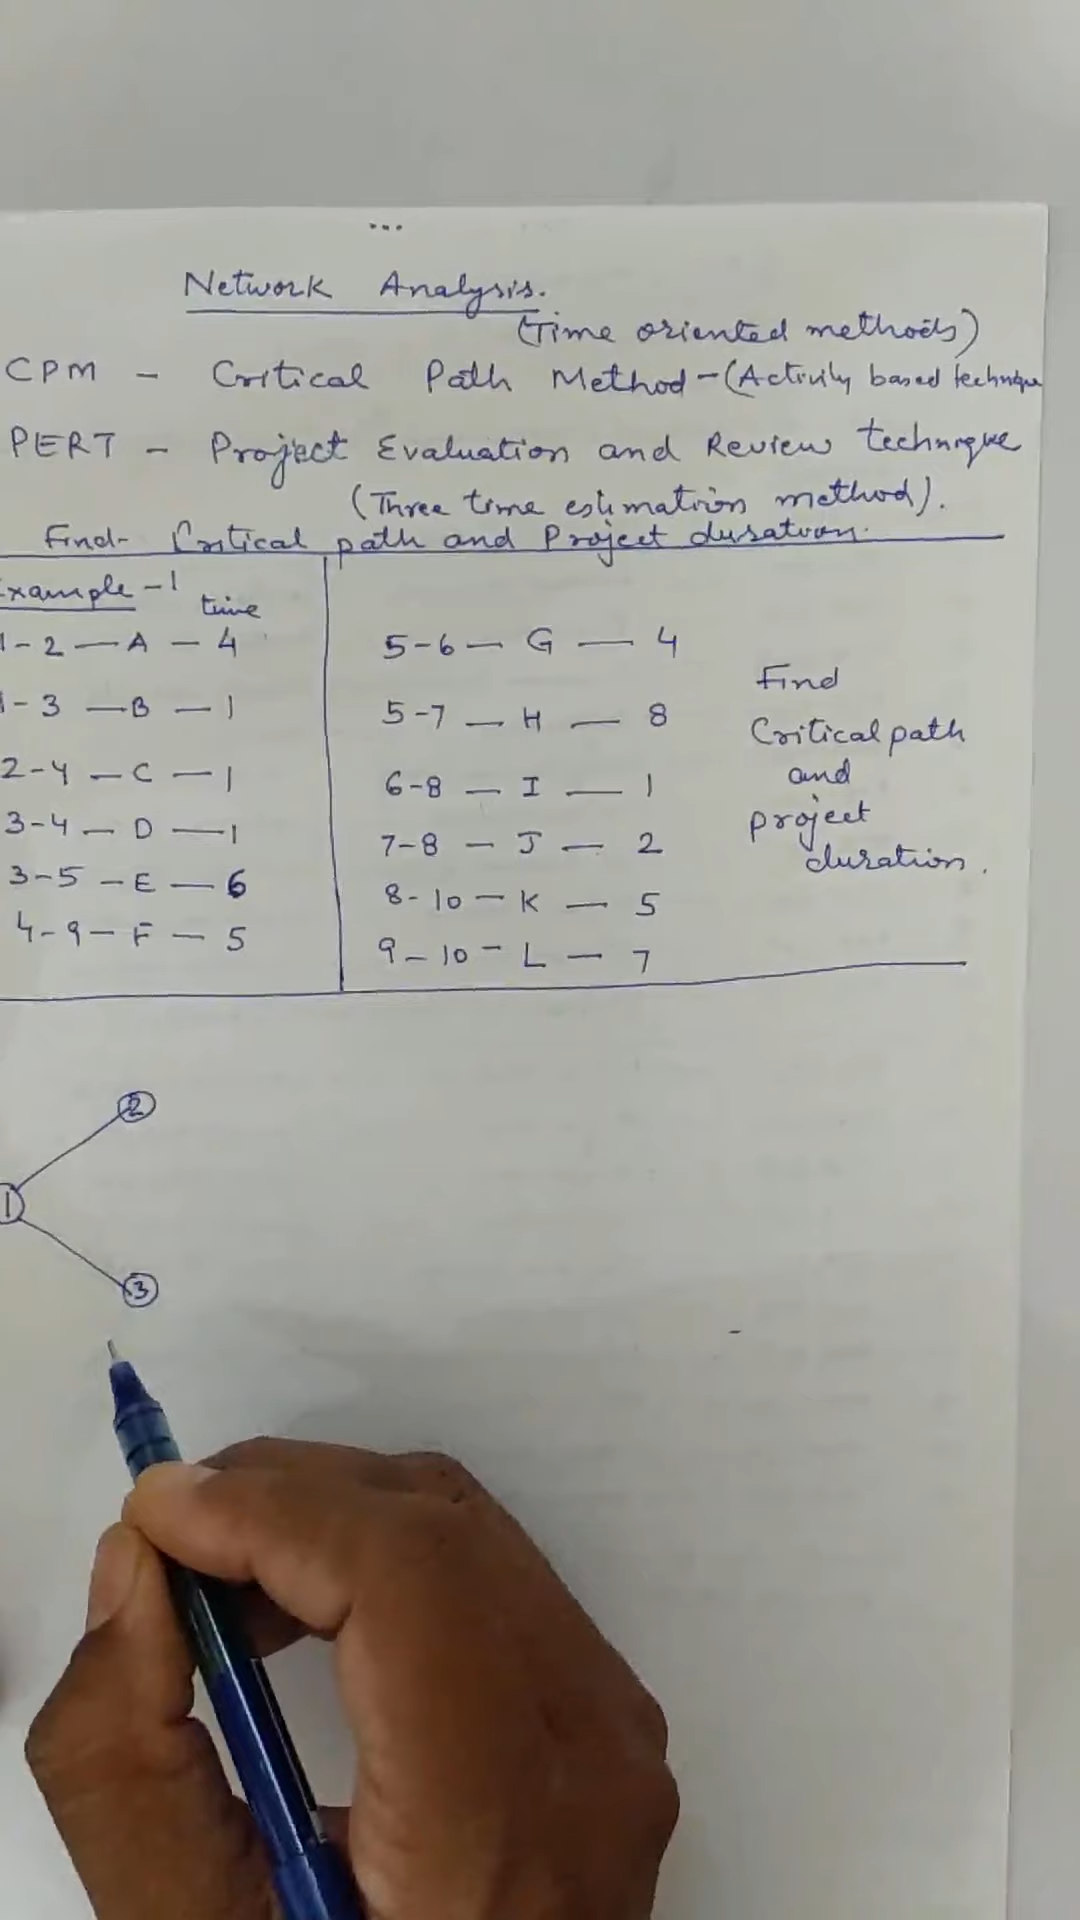 Network Analysis.
(Time oriented methods)
CPM - Critical Path Method - (Activity based technique
PERT - Project Evaluation and Review technique
(Three time estimation method).
Find- Critical path and Project duration.
Example -1
time
1-2 — A — 4
1-3 — B — 1
2-4 — C — 1
3-4 — D — 1
3-5 — E — 6
4-9 — F — 5
5-6 — G — 4
5-7 — H — 8
6-8 — I — 1
7-8 — J — 2
8-10 — K — 5
9-10 — L — 7
Find
Critical path
and
project
duration.
2
1
3